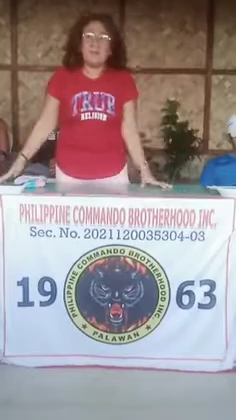 TRUE
RELIGION
PHILIPPINE COMMANDO BROTHERHOOD INC.
Sec. No. 2021120035304-03
19 63
PHILIPPINE COMMANDO BROTHERHOOD INC
PALAWAN